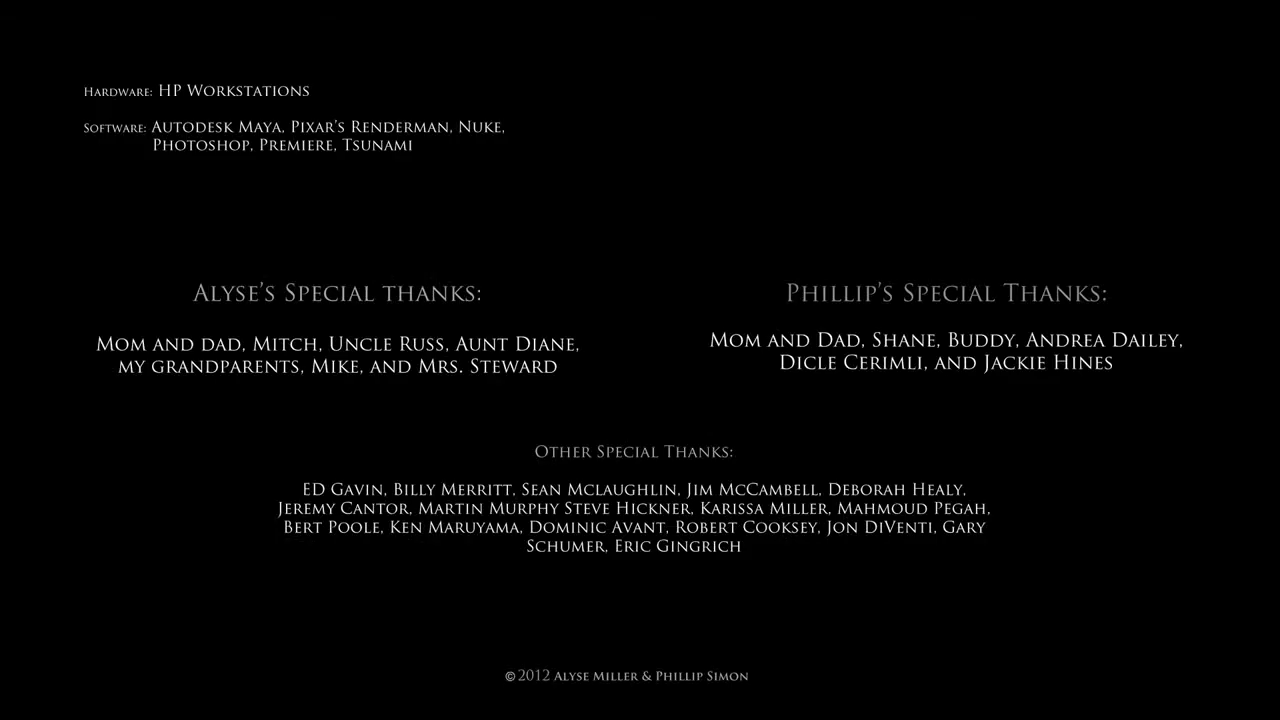 Hardware: HP Workstations
Software: Autodesk Maya, Pixar's Renderman, Nuke,
Photoshop, Premiere, Tsunami
Alyse's Special thanks:
Mom and dad, Mitch, Uncle Russ, Aunt Diane,
my grandparents, Mike, and Mrs. Steward
Phillip's Special Thanks:
Mom and Dad, Shane, Buddy, Andrea Dailey,
Dicle Cerimli, and Jackie Hines
Other Special Thanks:
ED Gavin, Billy Merritt, Sean Mclaughlin, Jim McCambell, Deborah Healy,
Jeremy Cantor, Martin Murphy Steve Hickner, Karissa Miller, Mahmoud Pegah,
Bert Poole, Ken Maruyama, Dominic Avant, Robert Cooksey, Jon DiVenti, Gary
Schumer, Eric Gingrich
©2012 Alyse Miller & Phillip Simon